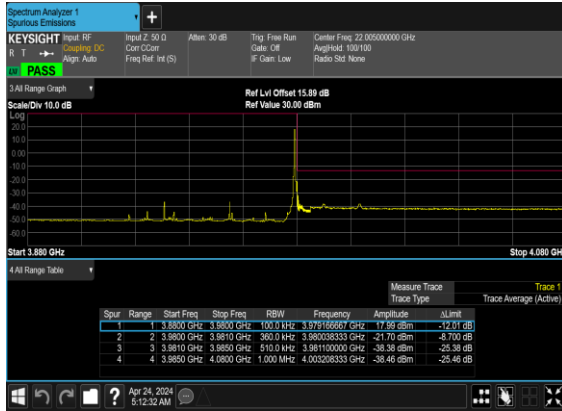 Spectrum Analyzer 1
Spurious Emissions
KEYSIGHT Input: RF Input Z: 50 Ω Atten: 30 dB Trig: Free Run Center Freq: 22.005000000 GHz
R T Coupling: DC Corr CCorr Gate: Off Avg|Hold: 100/100
Align: Auto Freq Ref: Int (S) IF Gain: Low Radio Std: None
PASS
3 All Range Graph Ref Lvl Offset 15.89 dB
Scale/Div 10.0 dB Ref Value 30.00 dBm
Log
20.0
10.0
0.00
-10.0
-20.0
-30.0
-40.0
-50.0
-60.0
Start 3.880 GHz Stop 4.080 GHz
4 All Range Table
Measure Trace Trace 1
Trace Type Trace Average (Active)
Spur Range Start Freq Stop Freq RBW Frequency Amplitude ΔLimit
1 1 3.8800 GHz 3.9800 GHz 100.0 kHz 3.979166667 GHz 17.99 dBm -12.01 dB
2 2 3.9800 GHz 3.9810 GHz 360.0 kHz 3.980038333 GHz -21.70 dBm -8.700 dB
3 3 3.9810 GHz 3.9850 GHz 510.0 kHz 3.981100000 GHz -38.38 dBm -25.38 dB
4 4 3.9850 GHz 4.0800 GHz 1.000 MHz 4.003208333 GHz -38.46 dBm -25.46 dB
? Apr 24, 2024
5:12:32 AM